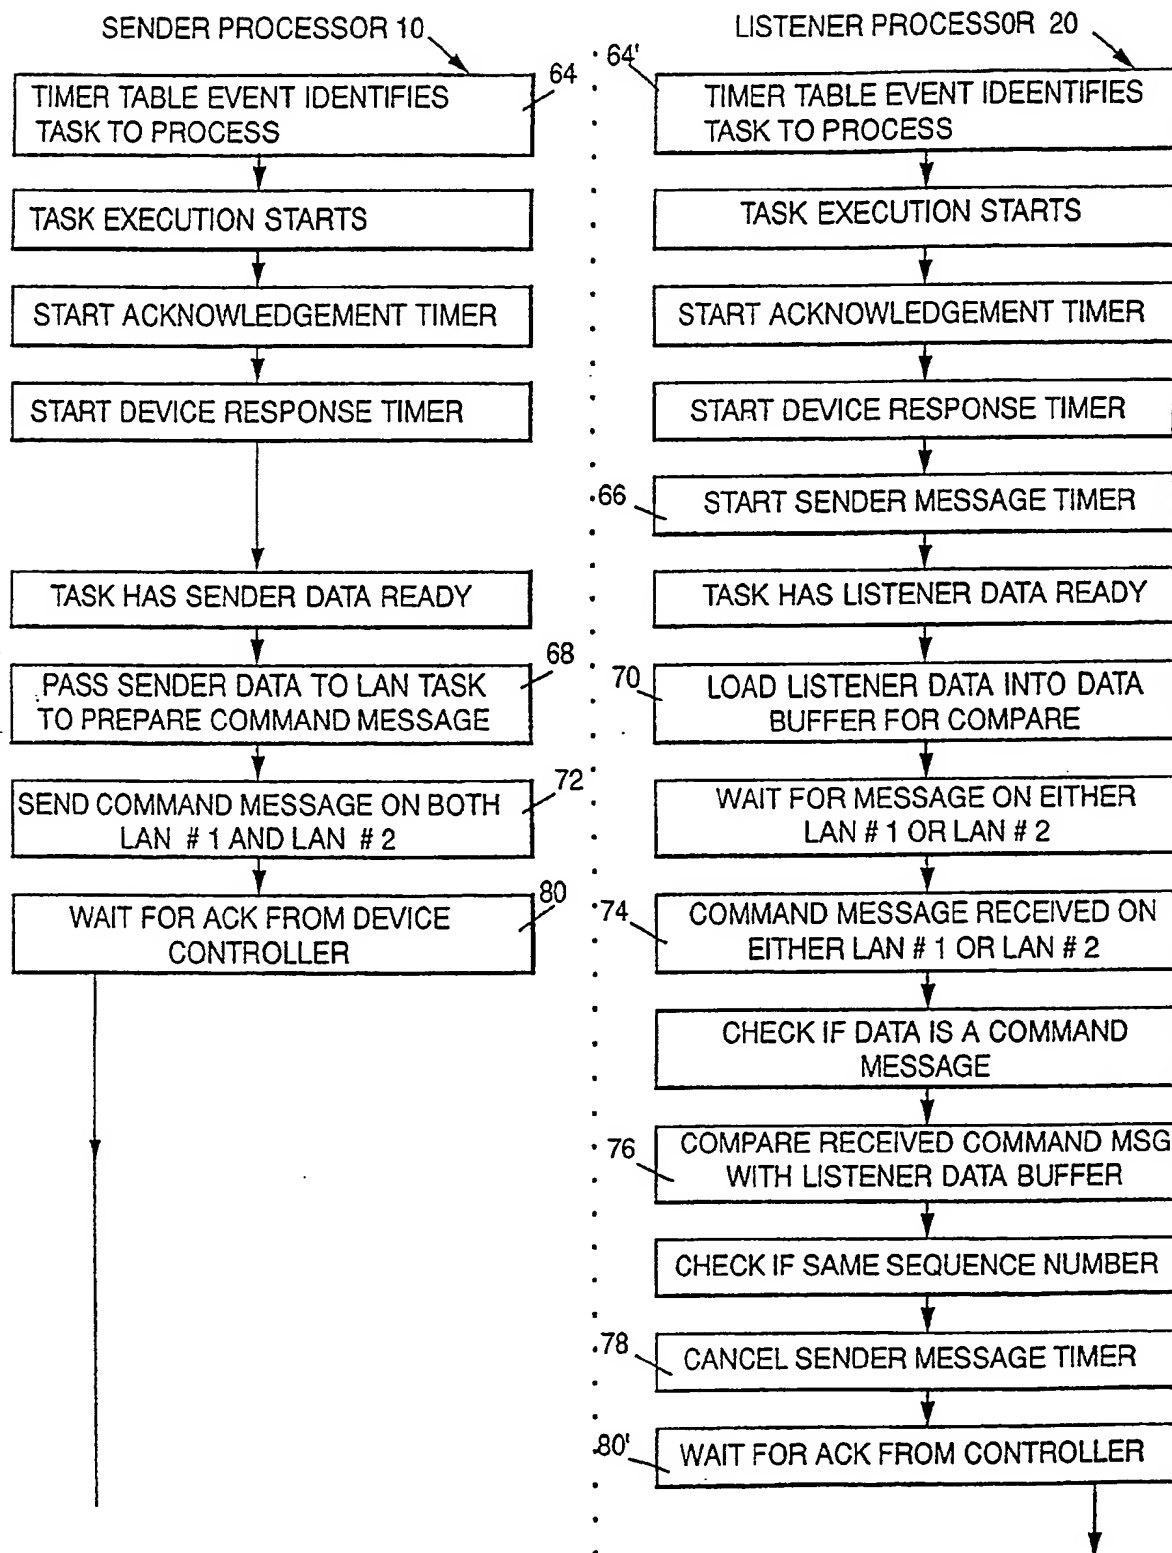 SENDER PROCESSOR 10
64
TIMER TABLE EVENT IDENTIFIES
TASK TO PROCESS
TASK EXECUTION STARTS
START ACKNOWLEDGEMENT TIMER
START DEVICE RESPONSE TIMER
TASK HAS SENDER DATA READY
68
PASS SENDER DATA TO LAN TASK
TO PREPARE COMMAND MESSAGE
72
SEND COMMAND MESSAGE ON BOTH
LAN # 1 AND LAN # 2
80
WAIT FOR ACK FROM DEVICE
CONTROLLER
LISTENER PROCESSOR 20
64'
TIMER TABLE EVENT IDEENTIFIES
TASK TO PROCESS
TASK EXECUTION STARTS
START ACKNOWLEDGEMENT TIMER
START DEVICE RESPONSE TIMER
66
START SENDER MESSAGE TIMER
TASK HAS LISTENER DATA READY
70
LOAD LISTENER DATA INTO DATA
BUFFER FOR COMPARE
WAIT FOR MESSAGE ON EITHER
LAN # 1 OR LAN # 2
74
COMMAND MESSAGE RECEIVED ON
EITHER LAN # 1 OR LAN # 2
CHECK IF DATA IS A COMMAND
MESSAGE
76
COMPARE RECEIVED COMMAND MSG
WITH LISTENER DATA BUFFER
CHECK IF SAME SEQUENCE NUMBER
78
CANCEL SENDER MESSAGE TIMER
80'
WAIT FOR ACK FROM CONTROLLER